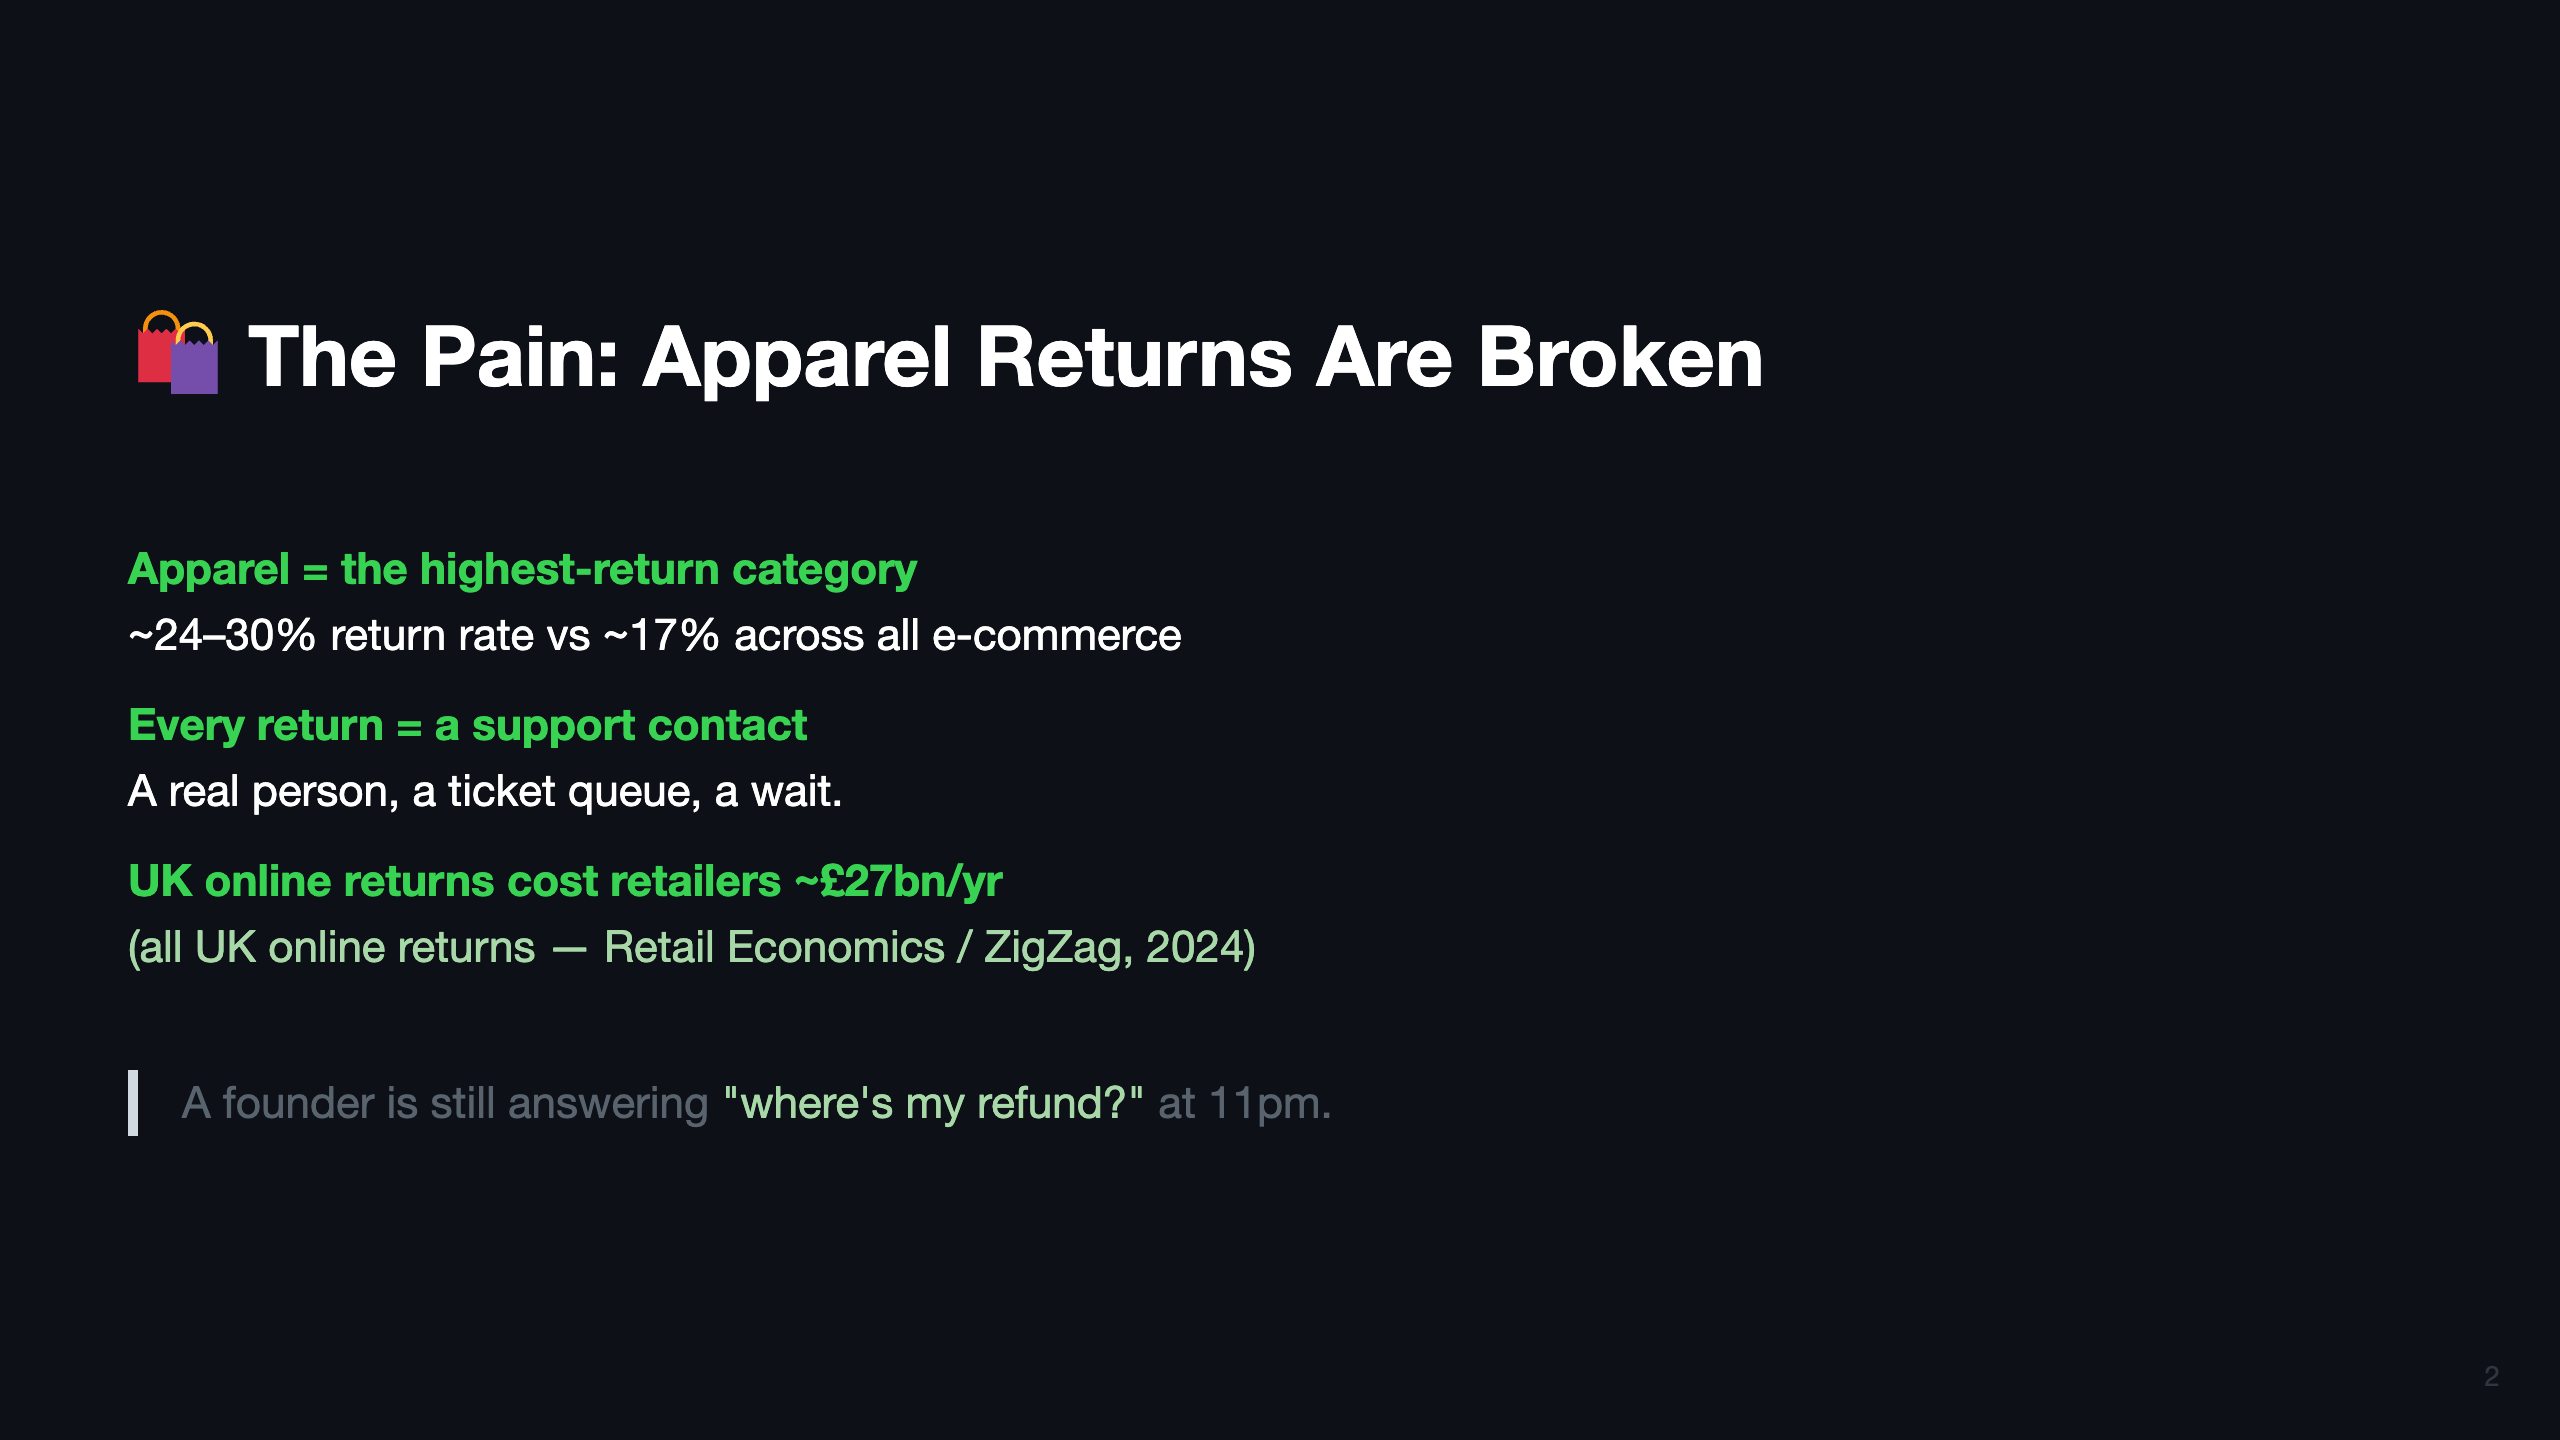 The Pain: Apparel Returns Are Broken
Apparel = the highest-return category
~24–30% return rate vs ~17% across all e-commerce
Every return = a support contact
A real person, a ticket queue, a wait.
UK online returns cost retailers ~£27bn/yr
(all UK online returns — Retail Economics / ZigZag, 2024)
A founder is still answering "where's my refund?" at 11pm.
2